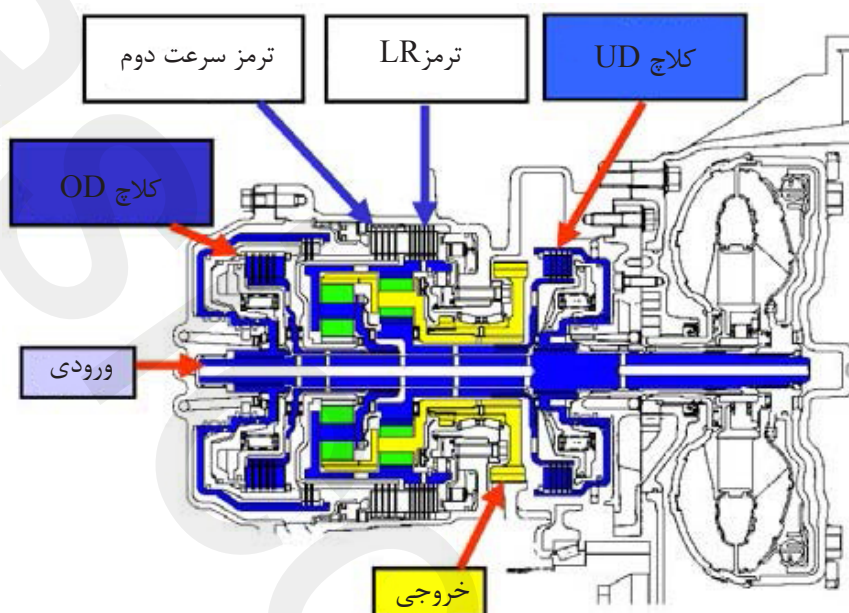 کلاچ UD
ترمزLR
ترمز سرعت دوم
کلاچ OD
ورودی
خروجی